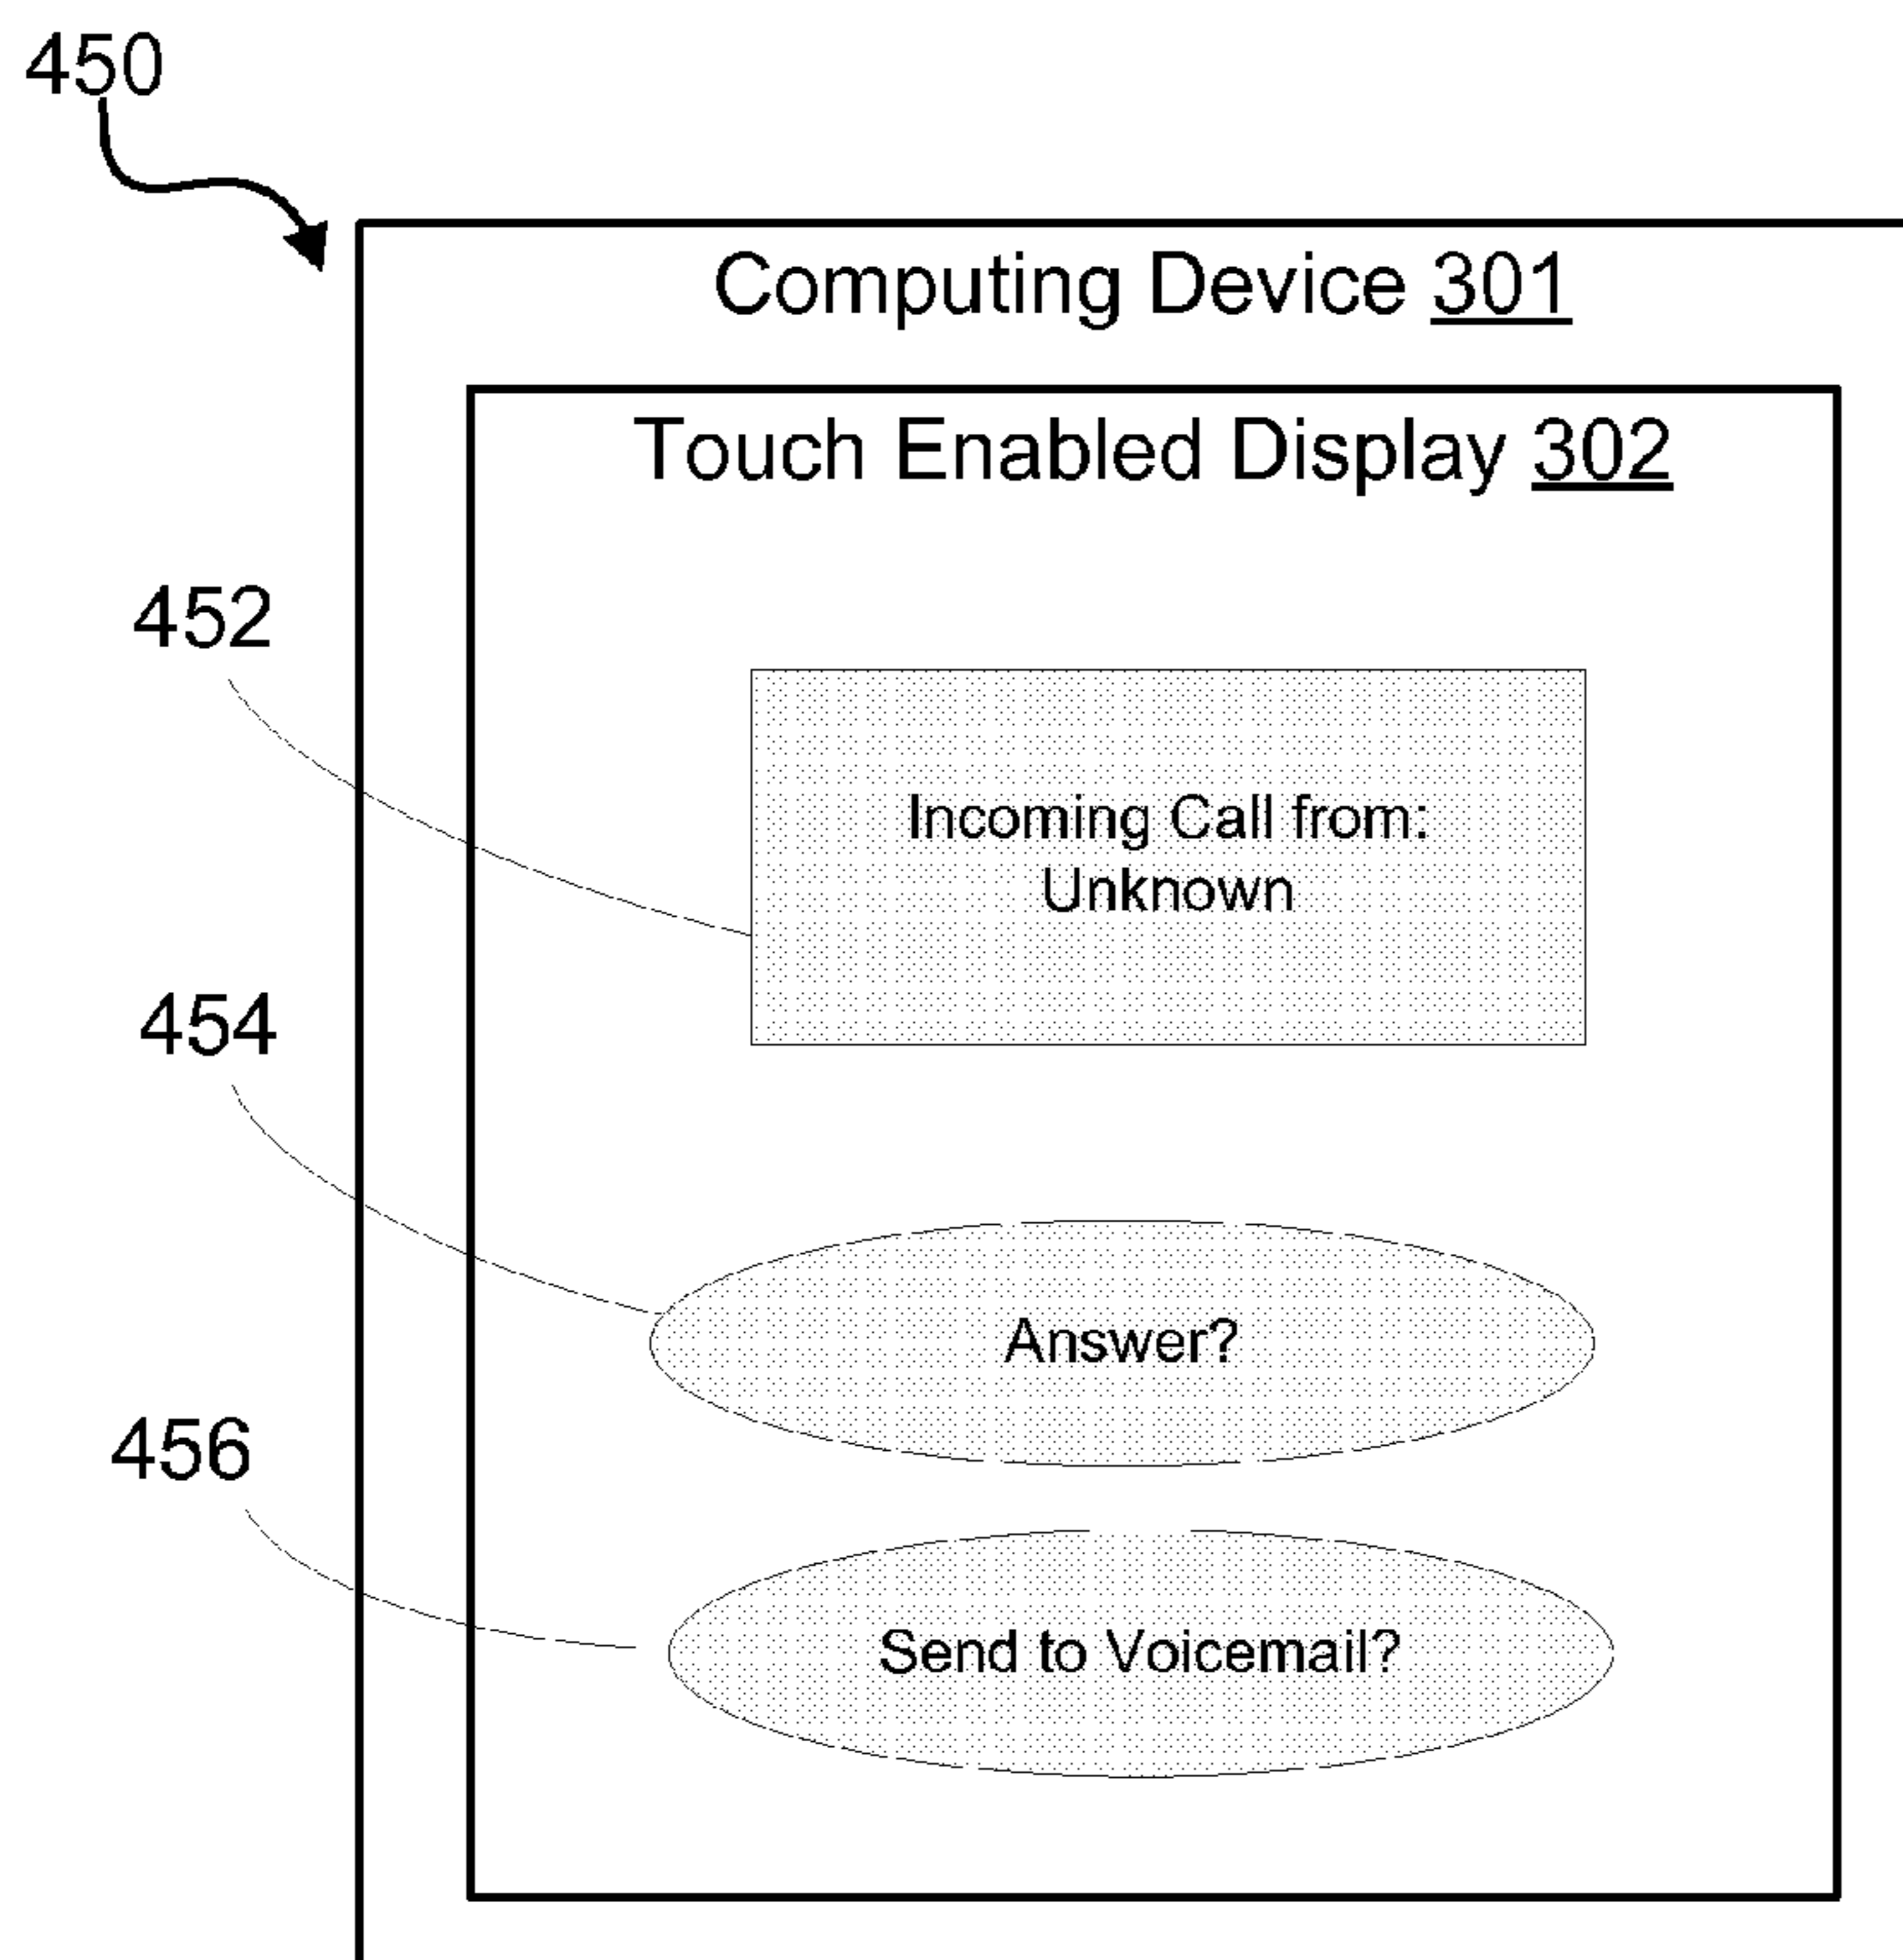 450
Computing Device 301
Touch Enabled Display 302
452
Incoming Call from:
Unknown
454
Answer?
456
Send to Voicemail?